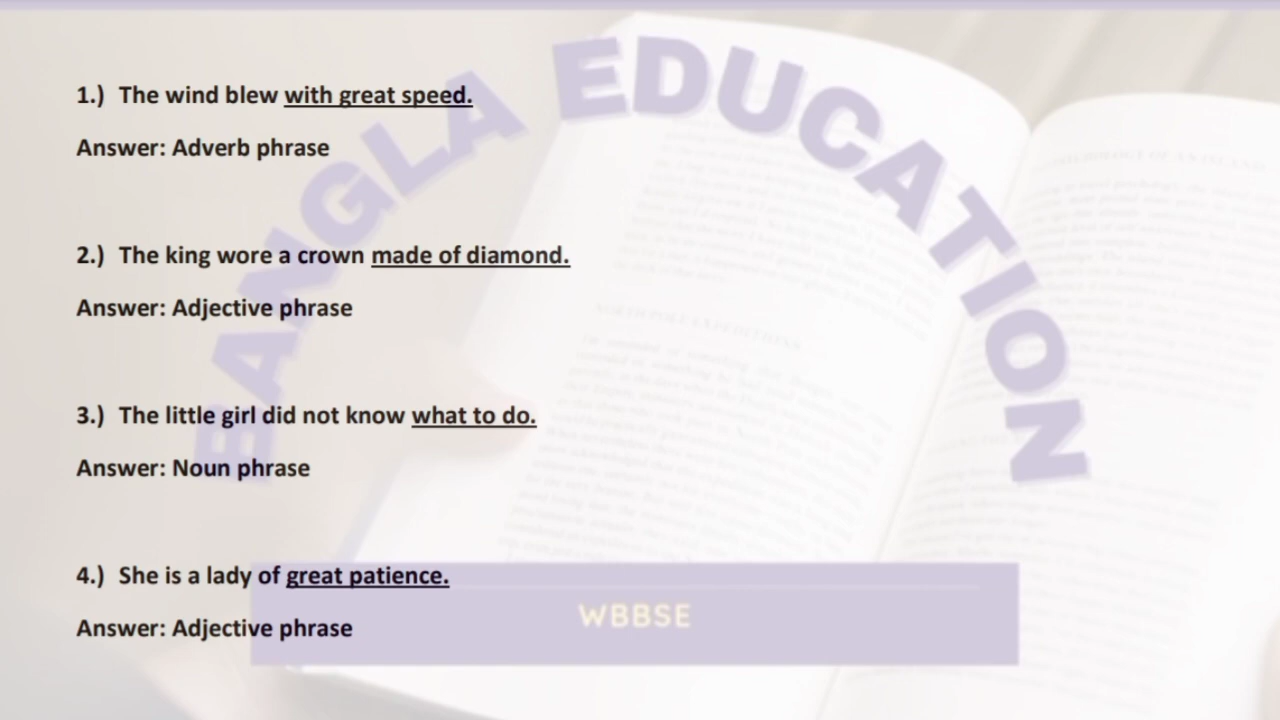 BANGLA EDUCATION
1.) The wind blew with great speed.
Answer: Adverb phrase
2.) The king wore a crown made of diamond.
Answer: Adjective phrase
3.) The little girl did not know what to do.
Answer: Noun phrase
4.) She is a lady of great patience.
Answer: Adjective phrase
WBBSE